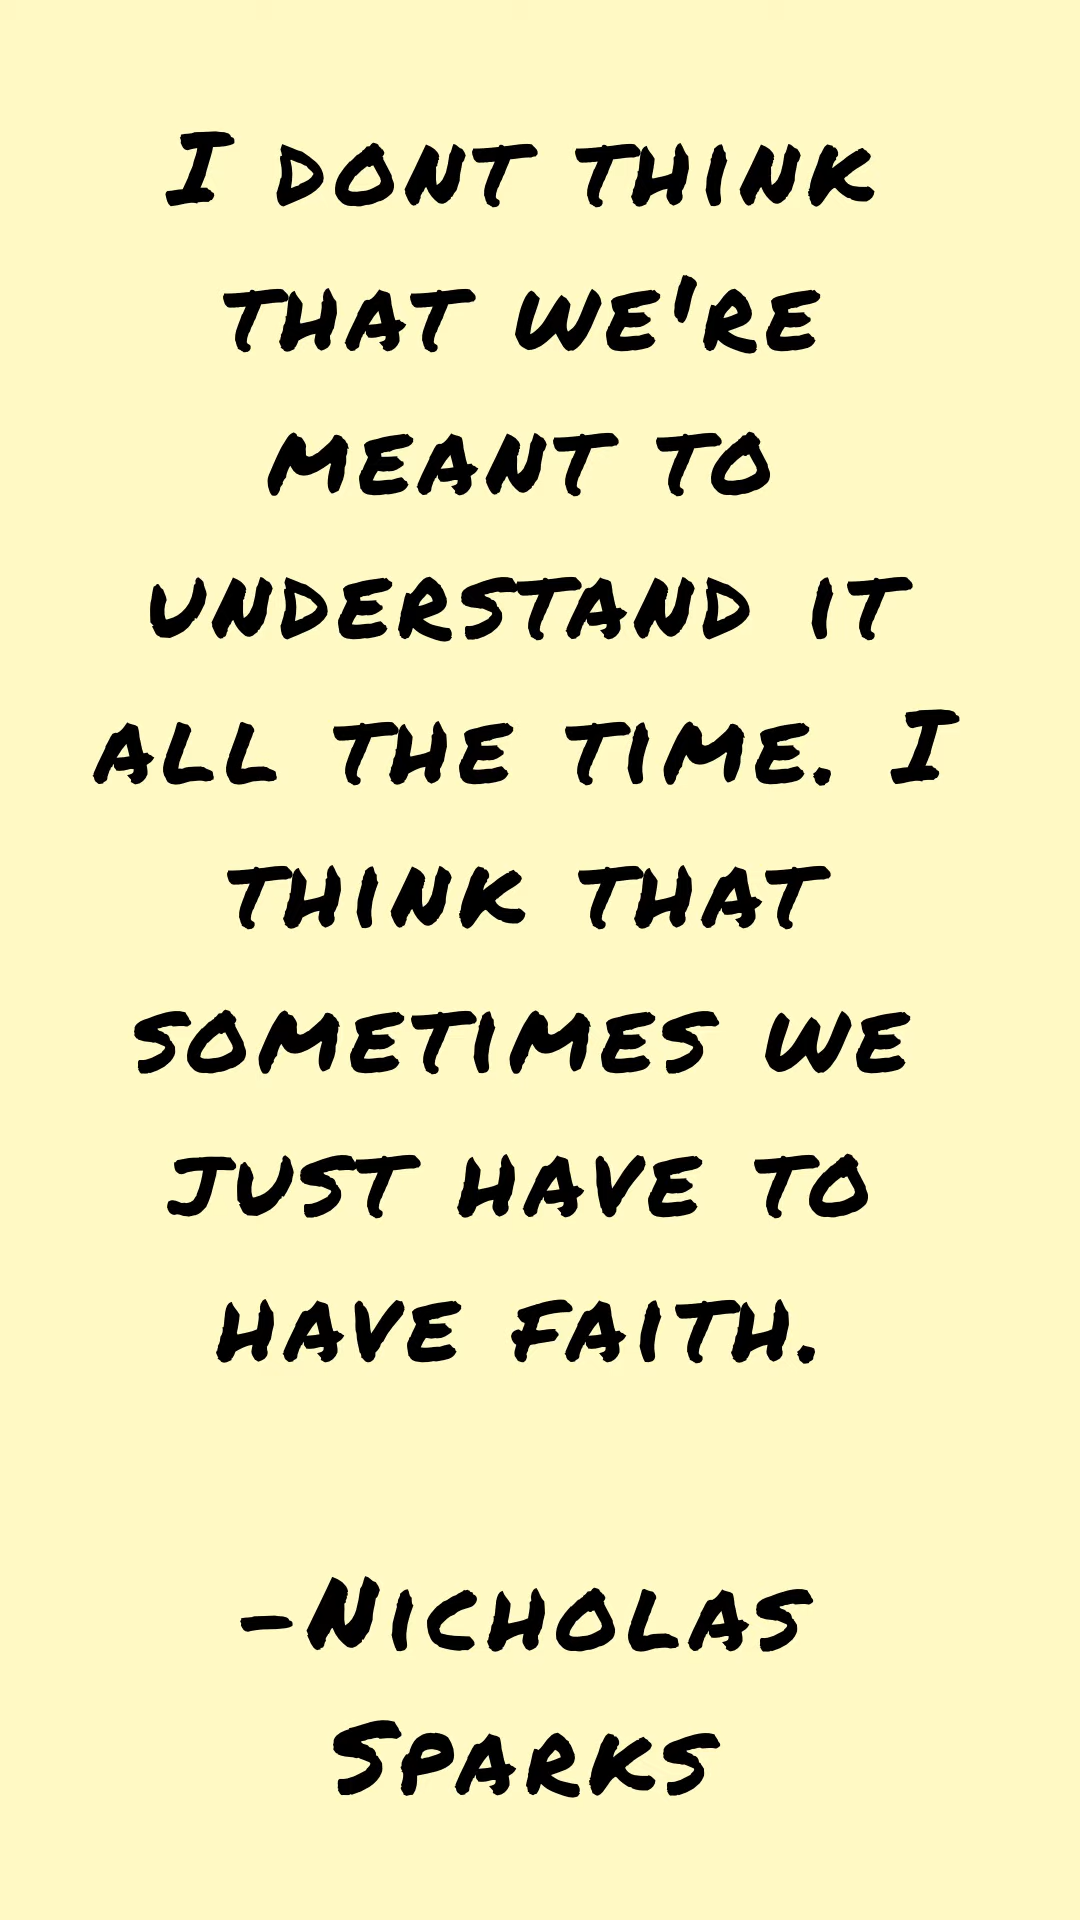 I DONT THINK
THAT WE'RE
MEANT TO
UNDERSTAND IT
ALL THE TIME. I
THINK THAT
SOMETIMES WE
JUST HAVE TO
HAVE FAITH.
-NICHOLAS
SPARKS